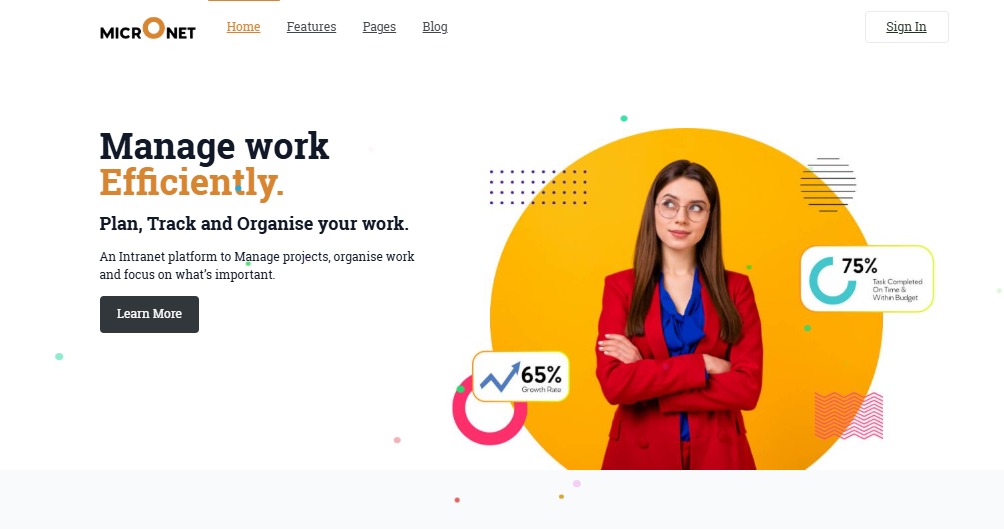 MICRONET
Home
Features
Pages
Blog
Sign In
Manage work
Efficiently.
Plan, Track and Organise your work.
An Intranet platform to Manage projects, organise work
and focus on what's important.
Learn More
75%
Task Completed
On Time &
Within Budget
65%
Growth Rate